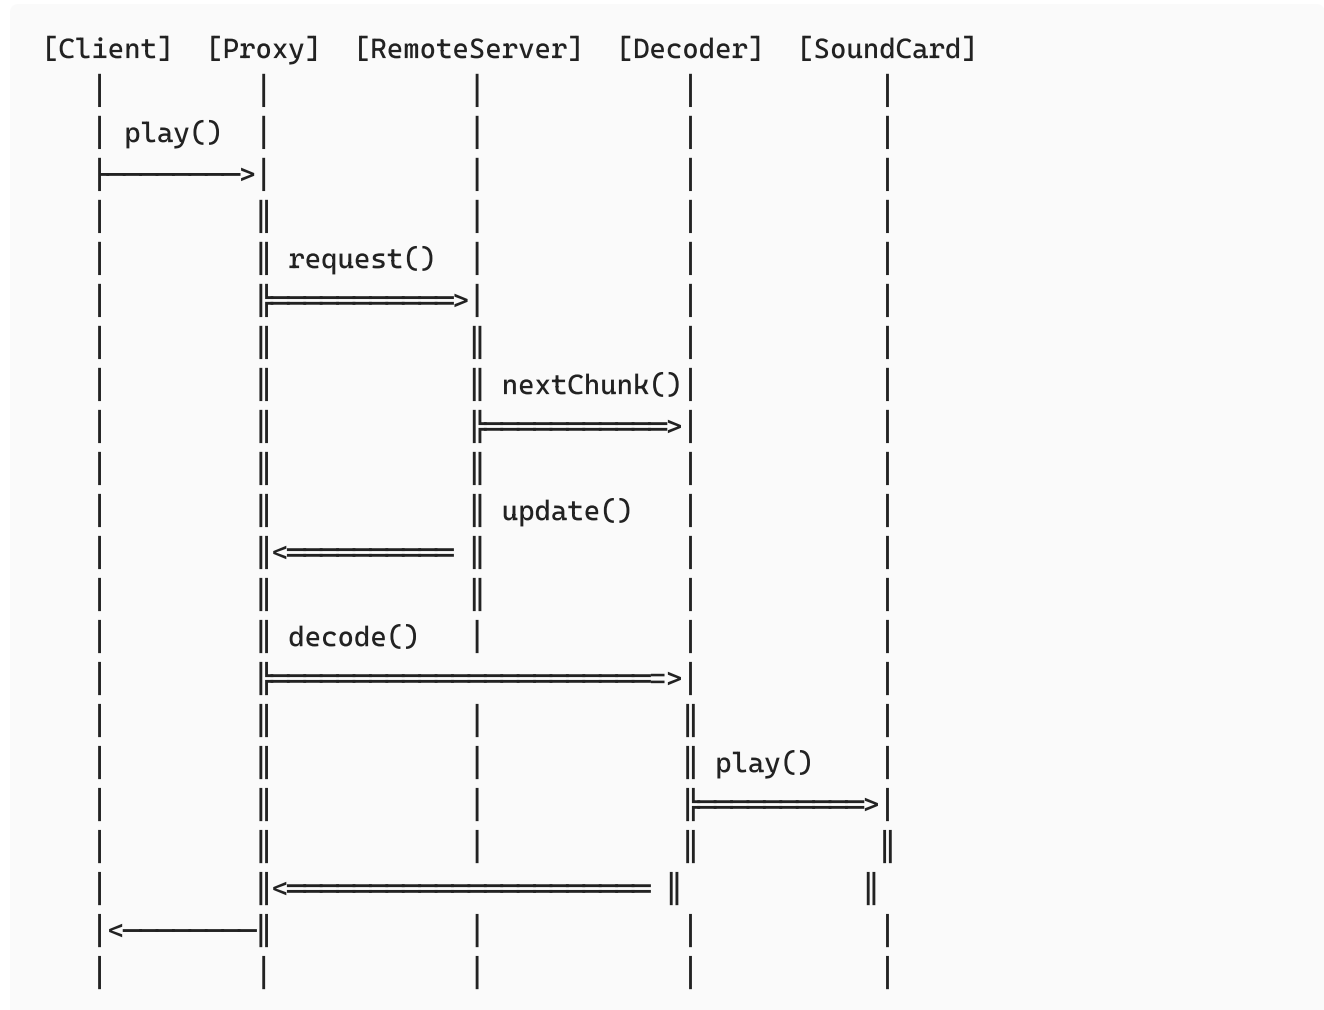 [Client] [Proxy] [RemoteServer] [Decoder] [SoundCard]
play()
request()
nextChunk()
update()
decode()
play()